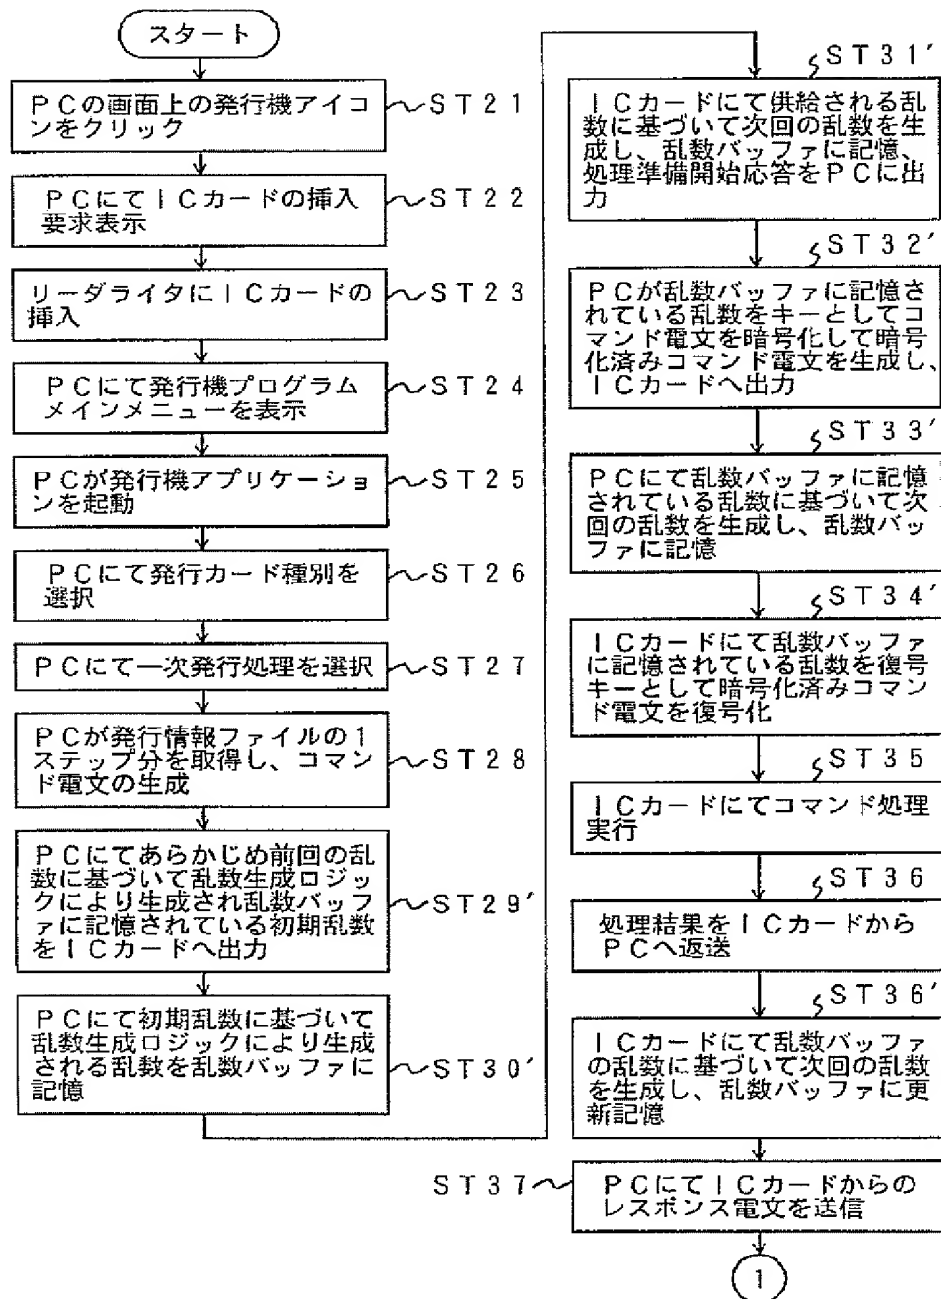 スタート
PCの画面上の発行機アイコ
ンをクリック
ST21
PCにてICカードの挿入
要求表示
ST22
リーダライタにICカードの
挿入
ST23
PCにて発行機プログラム
メインメニューを表示
ST24
PCが発行機アプリケーショ
ンを起動
ST25
PCにて発行カード種別を
選択
ST26
PCにて一次発行処理を選択
ST27
PCが発行情報ファイルの1
ステップ分を取得し、コマン
ド電文の生成
ST28
PCにてあらかじめ前回の乱
数に基づいて乱数生成ロジッ
クにより生成され乱数バッフ
ァに記憶されている初期乱数
をICカードへ出力
ST29'
PCにて初期乱数に基づいて
乱数生成ロジックにより生成
される乱数を乱数バッファに
記憶
ST30'
ST31'
ICカードにて供給される乱
数に基づいて次回の乱数を生
成し、乱数バッファに記憶、
処理準備開始応答をPCに出
力
ST32'
PCが乱数バッファに記憶さ
れている乱数をキーとしてコ
マンド電文を暗号化して暗号
化済みコマンド電文を生成し、
ICカードへ出力
ST33'
PCにて乱数バッファに記憶
されている乱数に基づいて次
回の乱数を生成し、乱数バッ
ファに記憶
ST34'
ICカードにて乱数バッファ
に記憶されている乱数を復号
キーとして暗号化済みコマン
ド電文を復号化
ST35
ICカードにてコマンド処理
実行
ST36
処理結果をICカードから
PCへ返送
ST36'
ICカードにて乱数バッファ
の乱数に基づいて次回の乱数
を生成し、乱数バッファに更
新記憶
ST37
PCにてICカードからの
レスポンス電文を送信
1